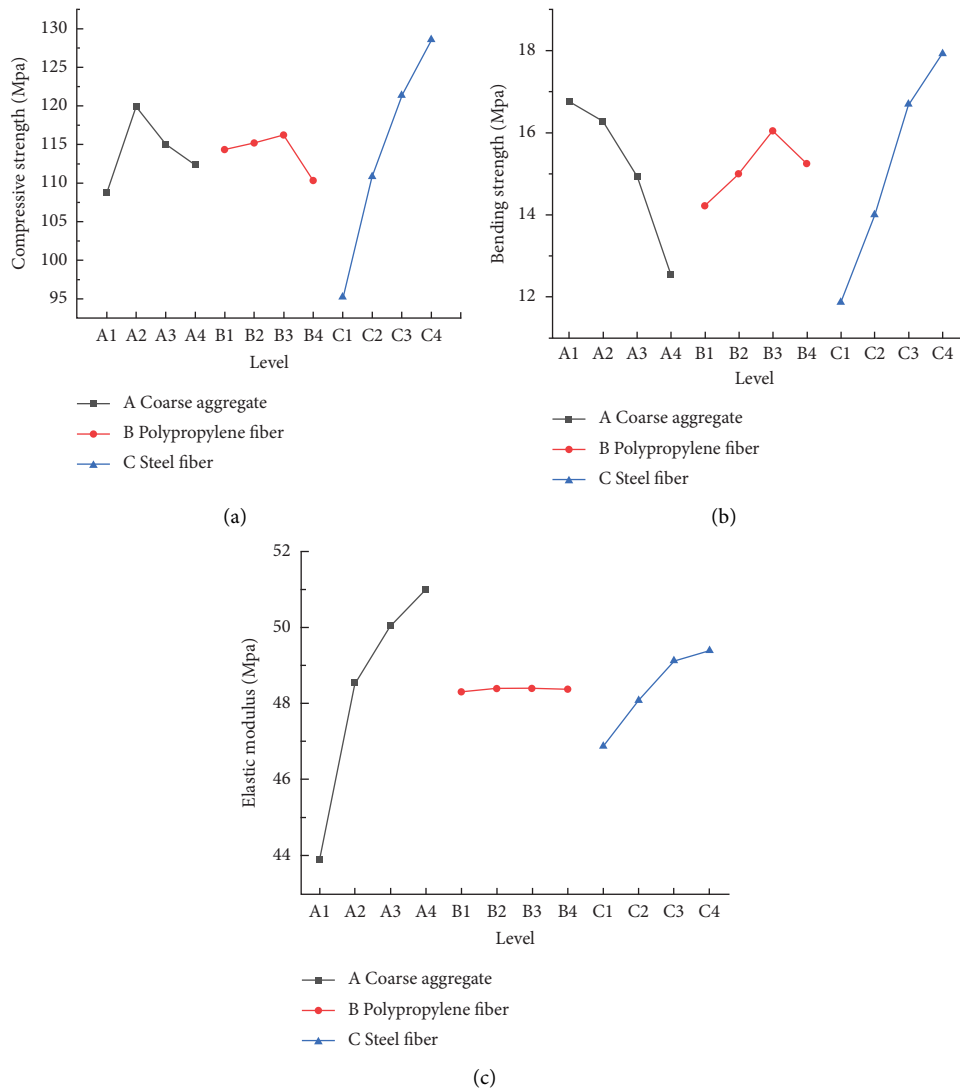 Compressive strength (Mpa)
130
125
120
115
110
105
100
95
A1 A2 A3 A4 B1 B2 B3 B4 C1 C2 C3 C4
Level
A Coarse aggregate
B Polypropylene fiber
C Steel fiber
(a)
Bending strength (Mpa)
18
16
14
12
A1 A2 A3 A4 B1 B2 B3 B4 C1 C2 C3 C4
Level
A Coarse aggregate
B Polypropylene fiber
C Steel fiber
(b)
Elastic modulus (Mpa)
52
50
48
46
44
A1 A2 A3 A4 B1 B2 B3 B4 C1 C2 C3 C4
Level
A Coarse aggregate
B Polypropylene fiber
C Steel fiber
(c)